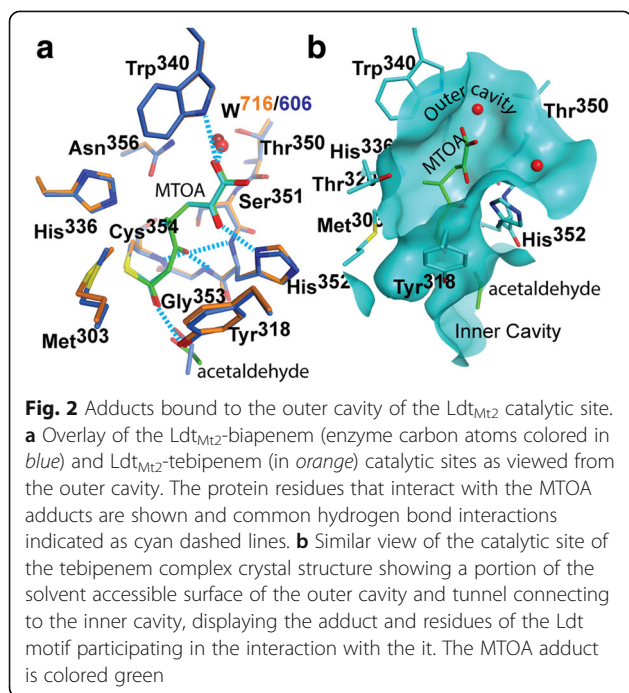 a
b
Trp340
Trp340
W716/606
Outer cavity
Thr350
Asn356
Thr350
MTOA
His336
MTOA
Ser351
Thr32
His336
Cys354
Met30
His352
Gly353
His352
Tyr318
Met303
Tyr318
acetaldehyde
acetaldehyde
Inner Cavity
Fig. 2 Adducts bound to the outer cavity of the LdtMt2 catalytic site.
a Overlay of the LdtMt2-biapenem (enzyme carbon atoms colored in
blue) and LdtMt2-tebipenem (in orange) catalytic sites as viewed from
the outer cavity. The protein residues that interact with the MTOA
adducts are shown and common hydrogen bond interactions
indicated as cyan dashed lines. b Similar view of the catalytic site of
the tebipenem complex crystal structure showing a portion of the
solvent accessible surface of the outer cavity and tunnel connecting
to the inner cavity, displaying the adduct and residues of the Ldt
motif participating in the interaction with the it. The MTOA adduct
is colored green